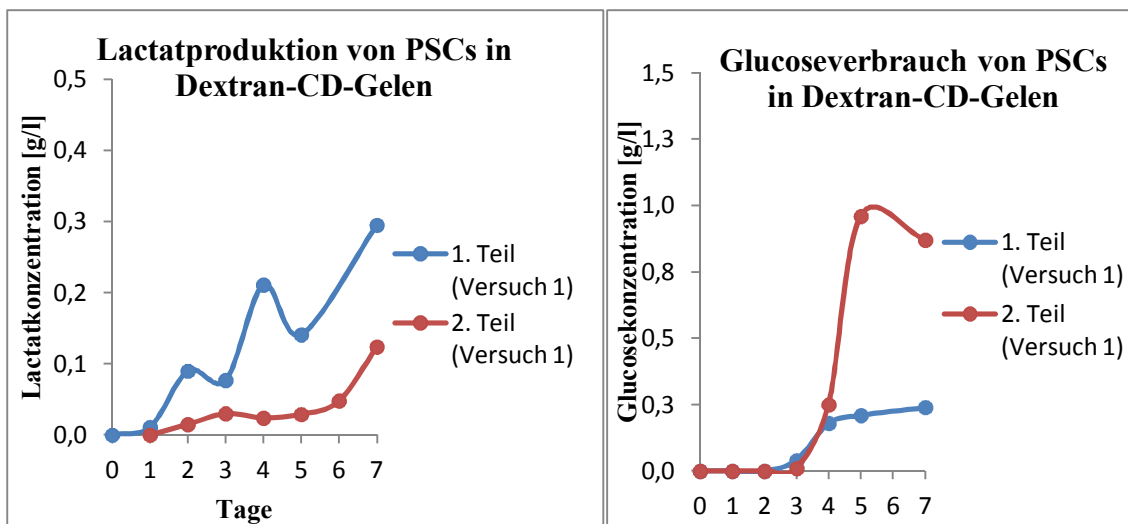 Lactatproduktion von PSCs in
Dextran-CD-Gelen
Lactatkonzentration [g/l]
0,5
0,4
0,3
0,2
0,1
0,0
0 1 2 3 4 5 6 7
Tage
1. Teil
(Versuch 1)
2. Teil
(Versuch 1)
Glucoseverbrauch von PSCs
in Dextran-CD-Gelen
Glucosekonzentration [g/l]
1,5
1,3
1,0
0,8
0,5
0,3
0,0
0 1 2 3 4 5 6 7
1. Teil
(Versuch 1)
2. Teil
(Versuch 1)